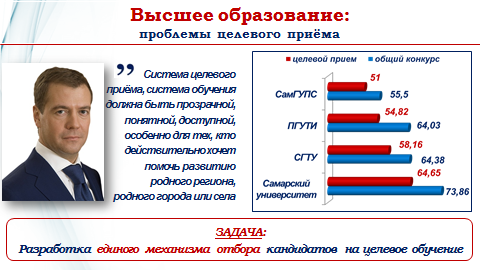 Высшее образование:
проблемы целевого приёма
” Система целевого
приёма, система обучения
должна быть прозрачной,
понятной, доступной,
особенно для тех, кто
действительно хочет
помочь развитию
родного региона,
родного города или села
целевой прием общий конкурс
СамГУПС 51 55,5
ПГУТИ 54,82 64,03
СГТУ 58,16 64,38
Самарский
университет 64,65 73,86
ЗАДАЧА:
Разработка единого механизма отбора кандидатов на целевое обучение